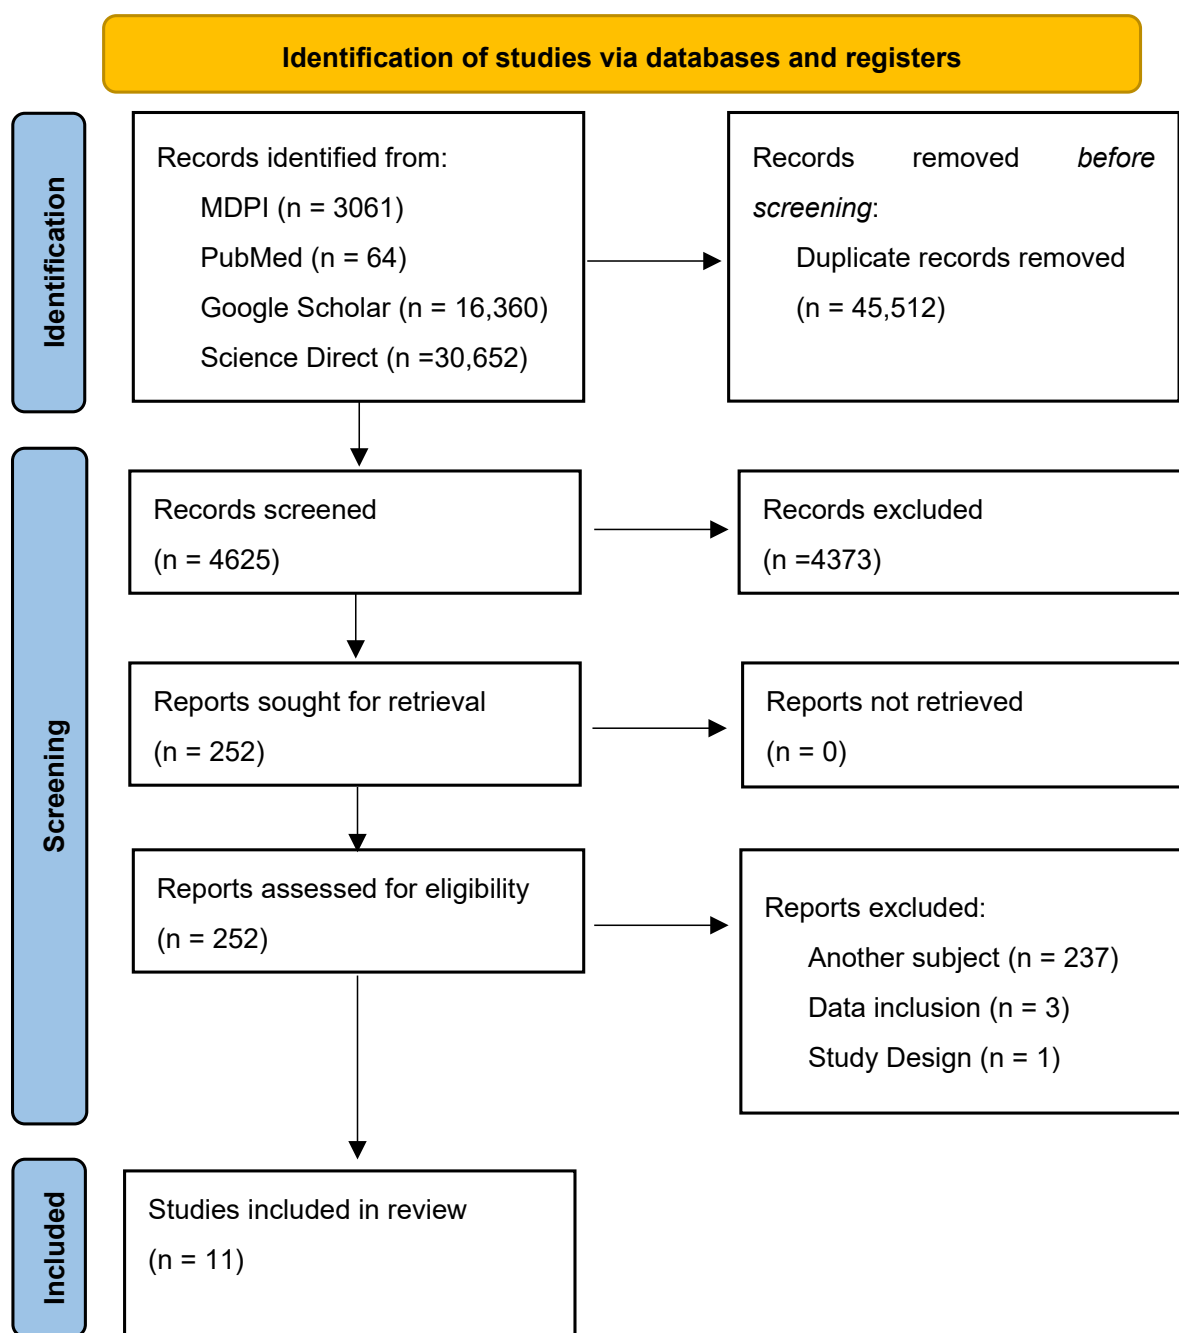 Identification of studies via databases and registers
Identification
Records identified from:
MDPI (n = 3061)
PubMed (n = 64)
Google Scholar (n = 16,360)
Science Direct (n =30,652)
Records removed before
screening:
Duplicate records removed
(n = 45,512)
Screening
Records screened
(n = 4625)
Records excluded
(n =4373)
Reports sought for retrieval
(n = 252)
Reports not retrieved
(n = 0)
Reports assessed for eligibility
(n = 252)
Reports excluded:
Another subject (n = 237)
Data inclusion (n = 3)
Study Design (n = 1)
Included
Studies included in review
(n = 11)